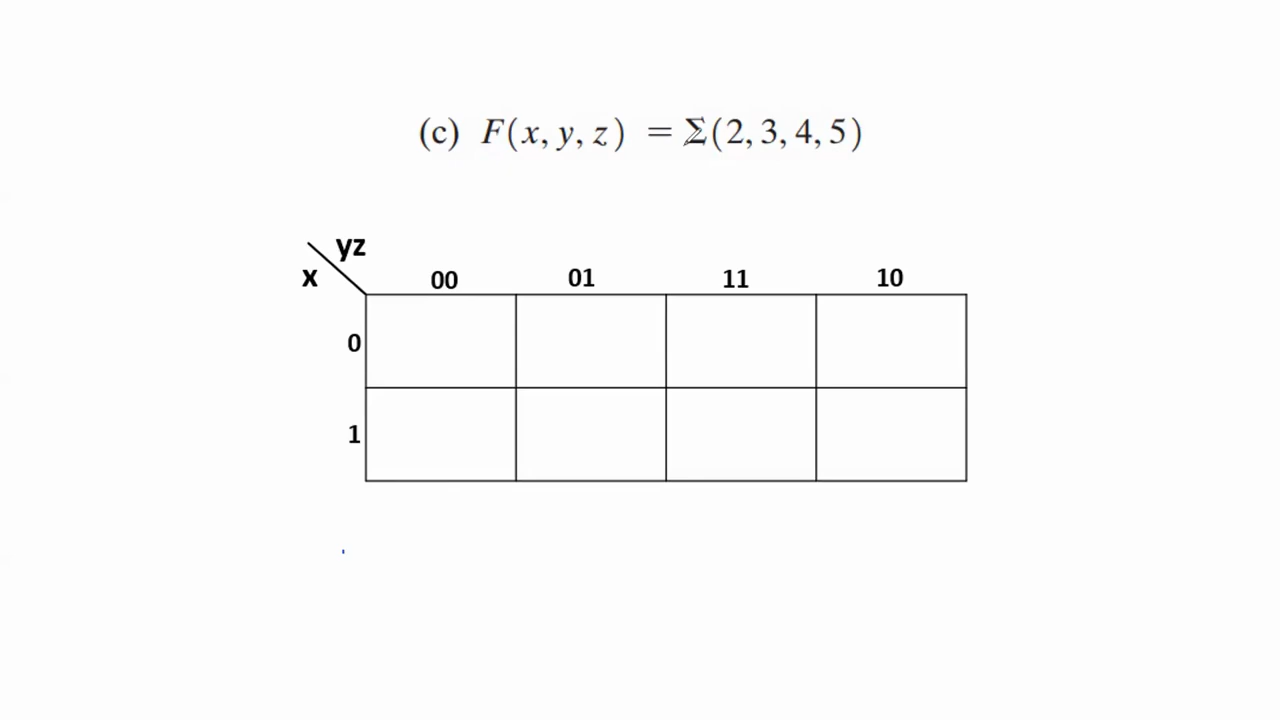 (c) F(x, y, z) = Σ(2, 3, 4, 5)
yz
x
00 01 11 10
0
1